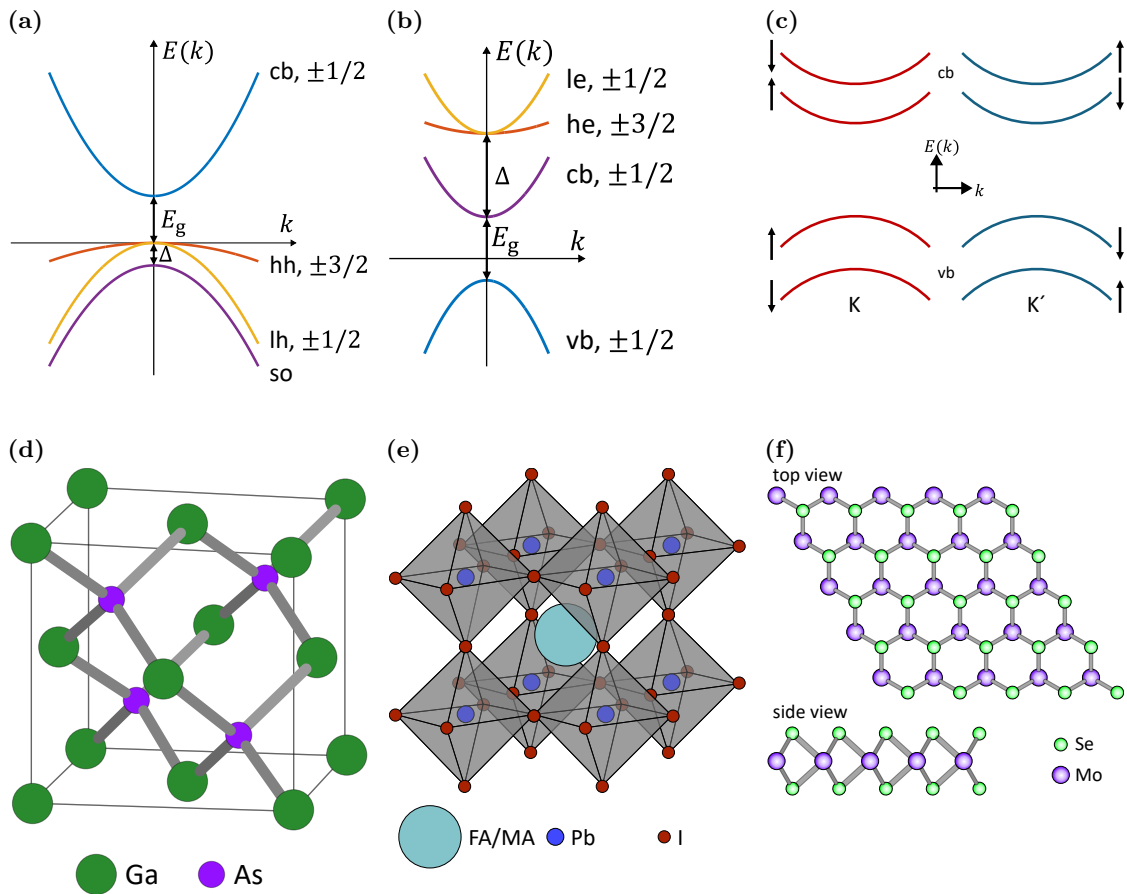 (a)
E(k)
cb, ±1/2
E_g
k
Δ
hh, ±3/2
lh, ±1/2
so
(b)
E(k)
le, ±1/2
he, ±3/2
cb, ±1/2
Δ
E_g
k
vb, ±1/2
(c)
cb
E(k)
k
vb
K
K´
(d)
Ga
As
(e)
FA/MA
Pb
I
(f)
top view
side view
Se
Mo